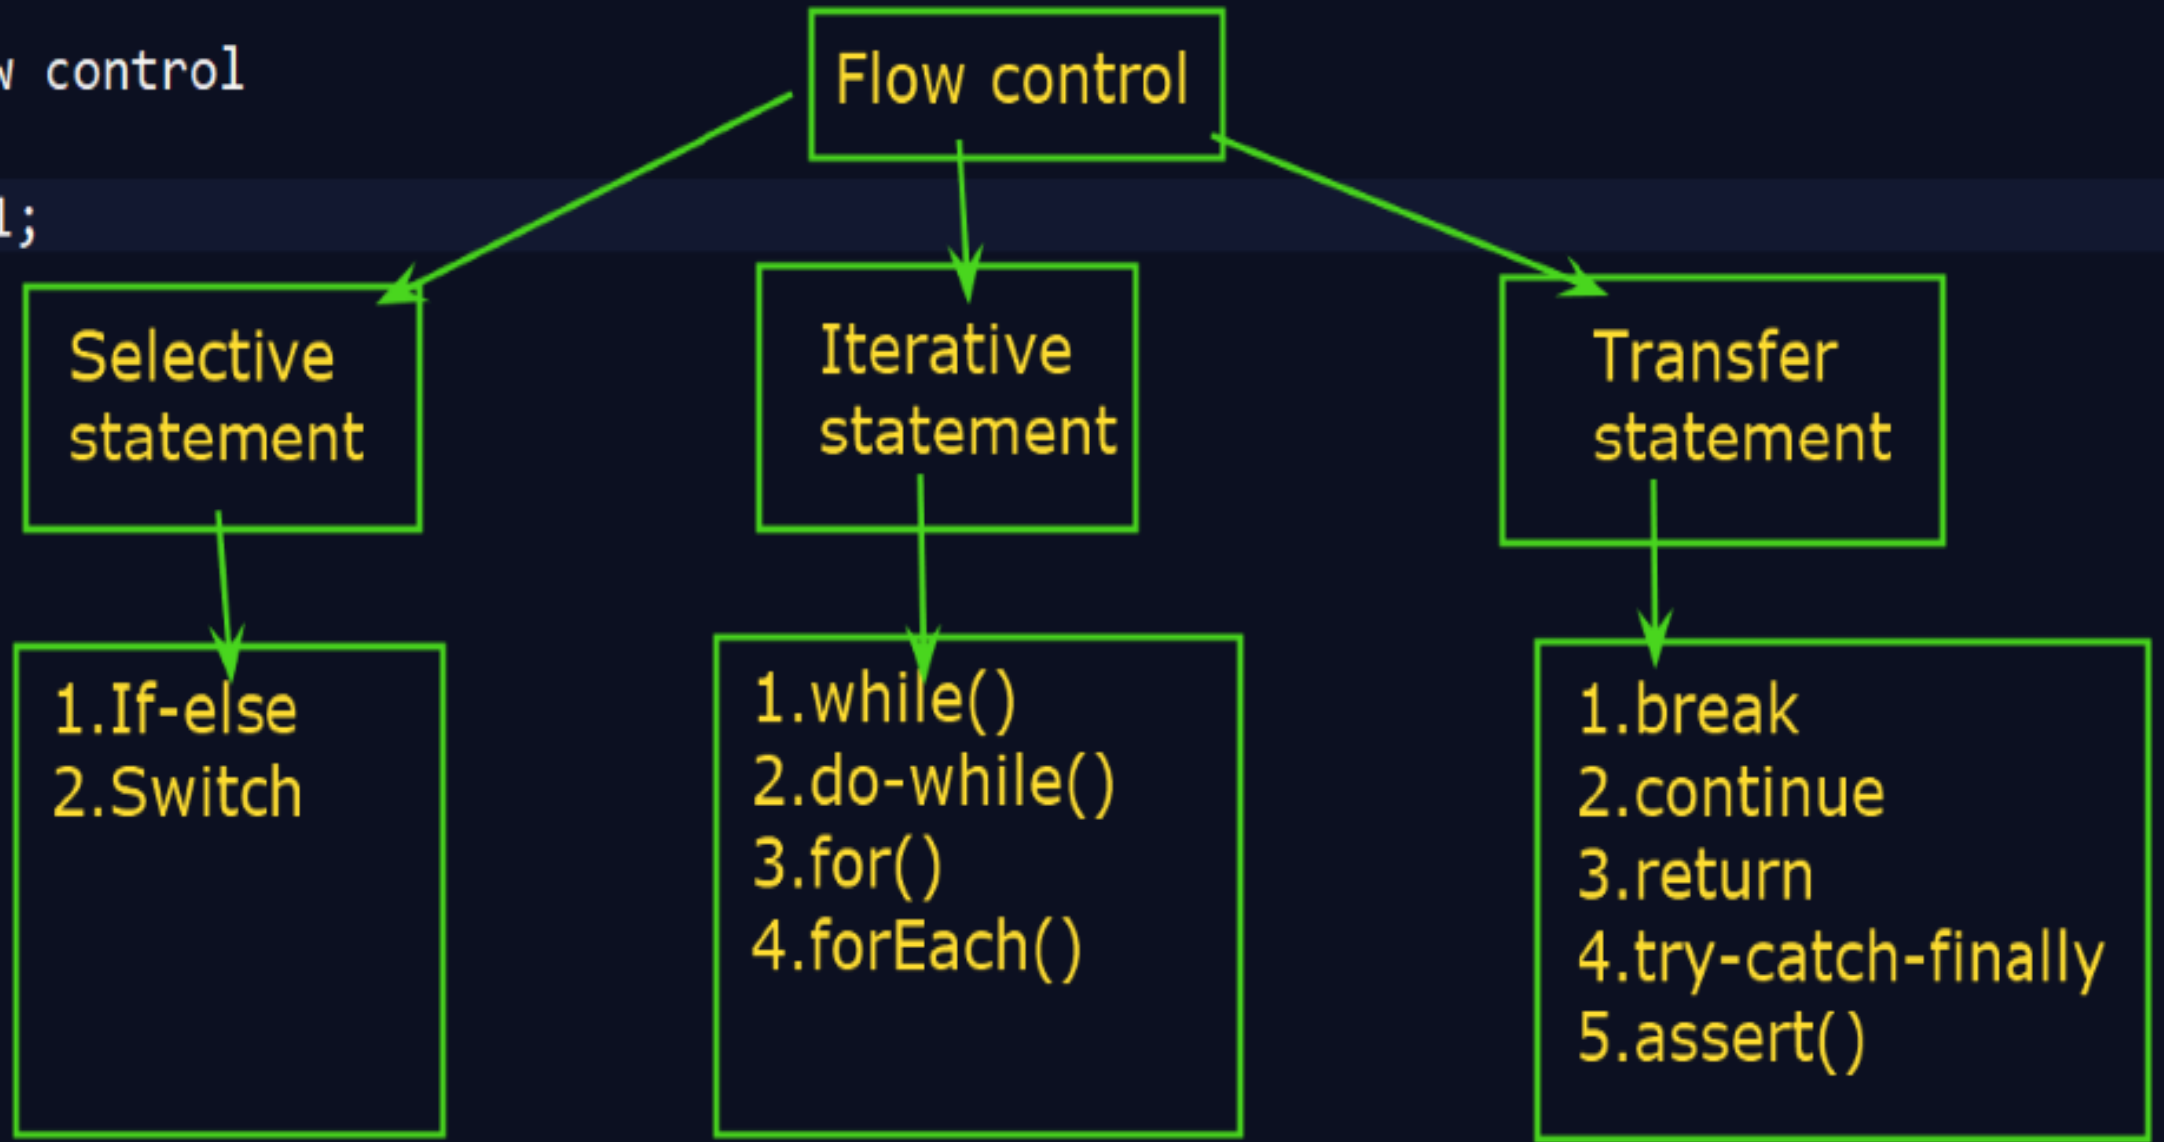 control
Flow control
l;
Selective
statement
Iterative
statement
Transfer
statement
1.If-else
2.Switch
1.while()
2.do-while()
3.for()
4.forEach()
1.break
2.continue
3.return
4.try-catch-finally
5.assert()